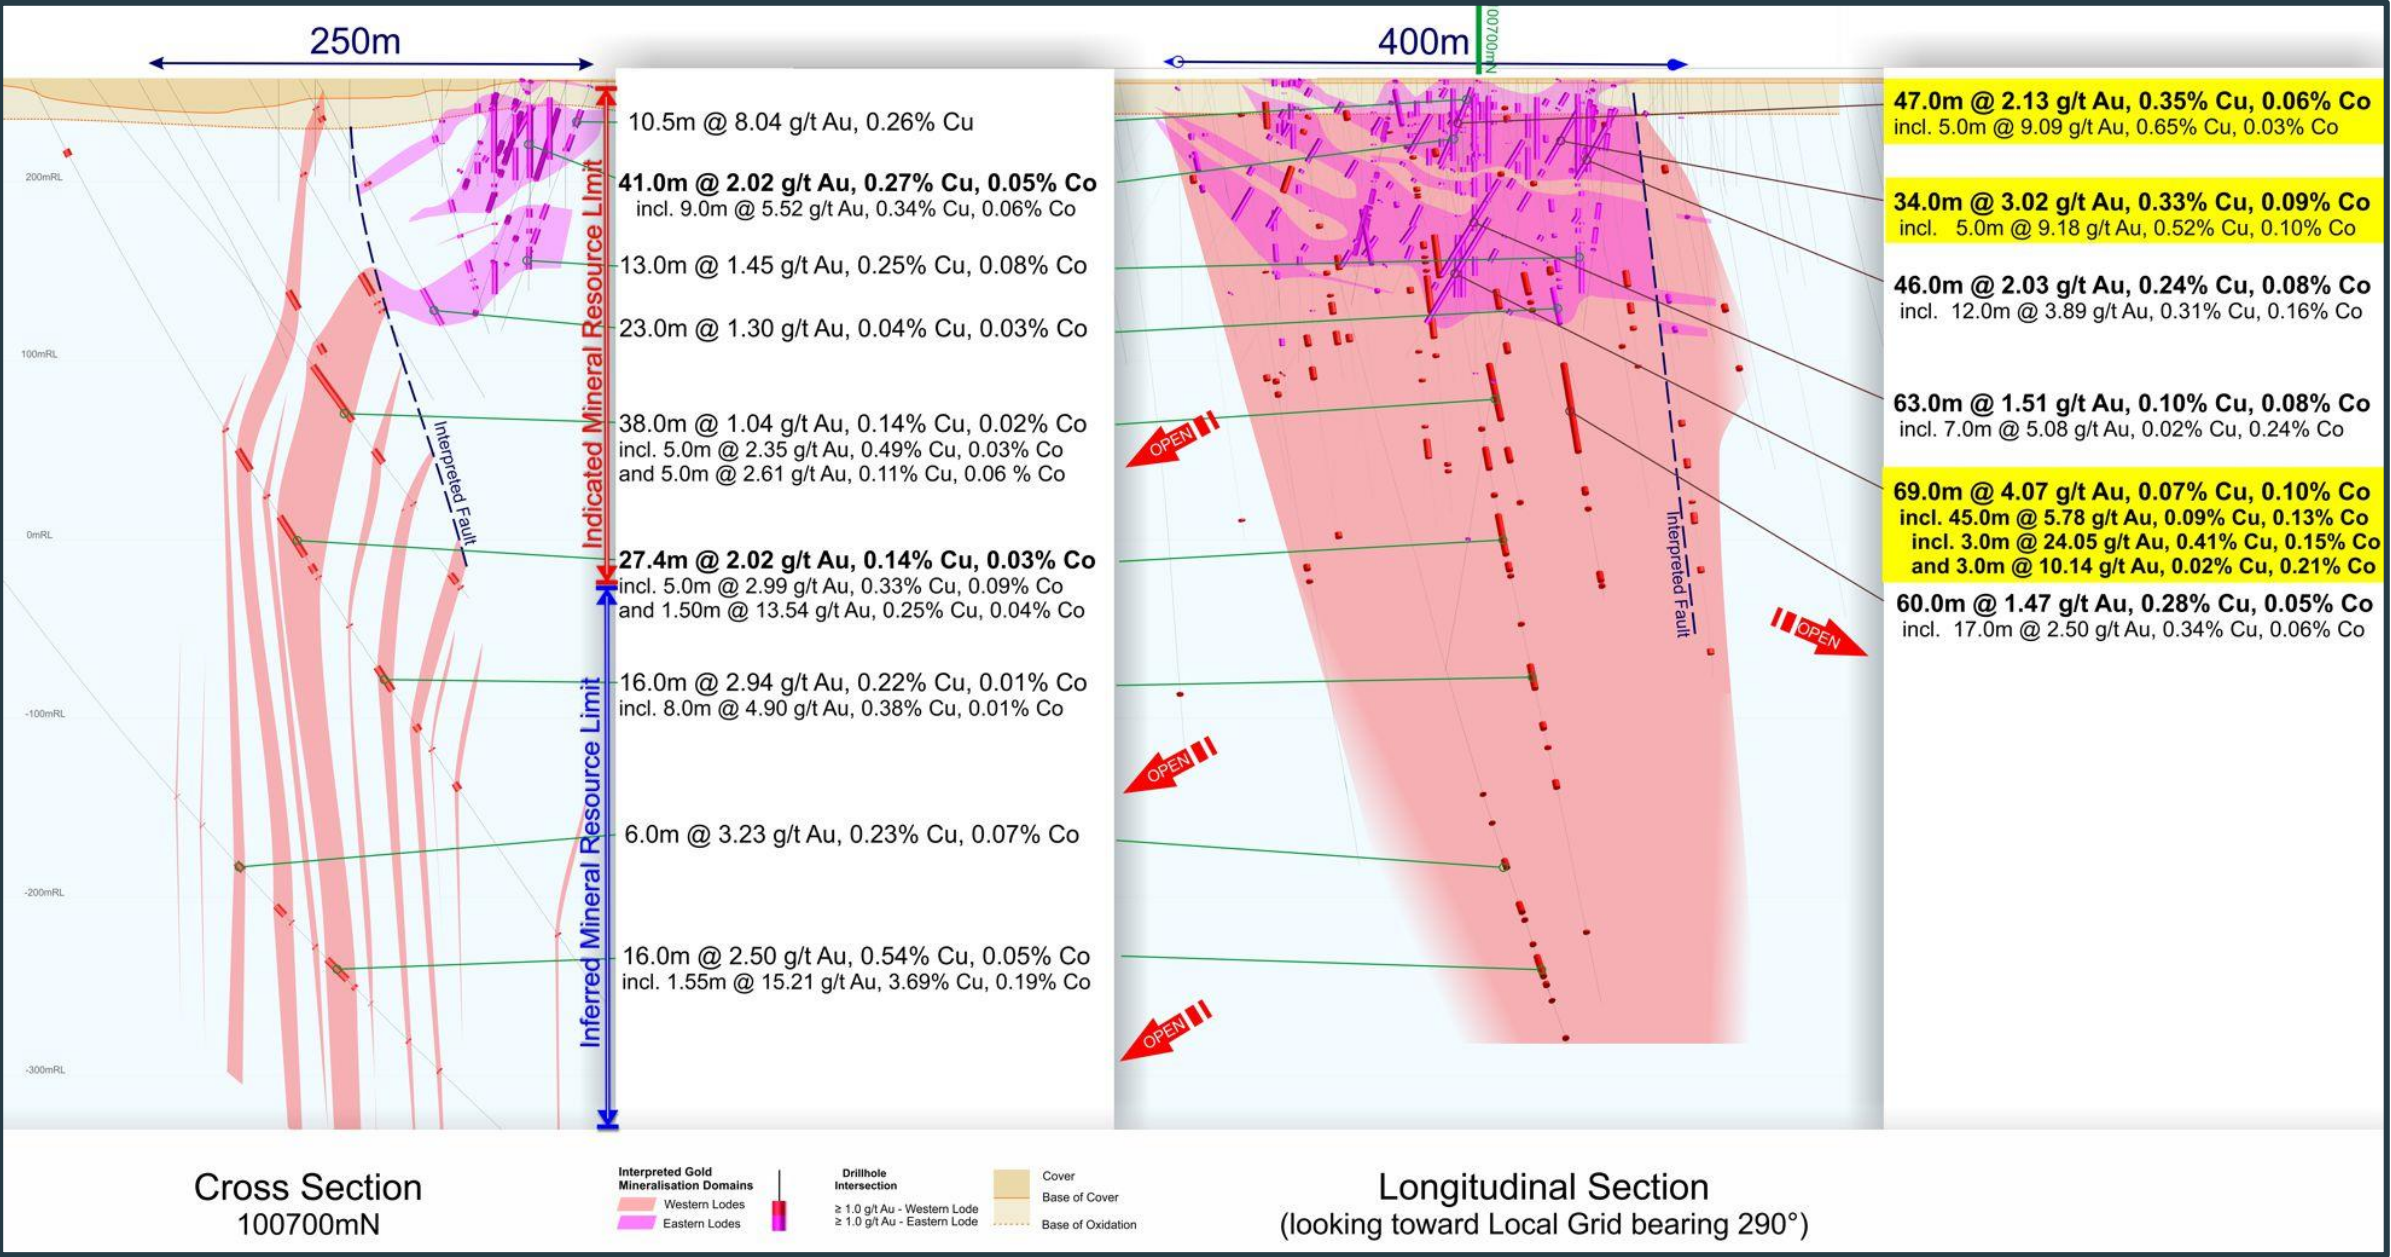 250m
400m
00700mN
200mRL
100mRL
0mRL
-100mRL
-200mRL
-300mRL
Interpreted Fault
Indicated Mineral Resource Limit
Inferred Mineral Resource Limit
10.5m @ 8.04 g/t Au, 0.26% Cu
41.0m @ 2.02 g/t Au, 0.27% Cu, 0.05% Co
incl. 9.0m @ 5.52 g/t Au, 0.34% Cu, 0.06% Co
13.0m @ 1.45 g/t Au, 0.25% Cu, 0.08% Co
23.0m @ 1.30 g/t Au, 0.04% Cu, 0.03% Co
38.0m @ 1.04 g/t Au, 0.14% Cu, 0.02% Co
incl. 5.0m @ 2.35 g/t Au, 0.49% Cu, 0.03% Co
and 5.0m @ 2.61 g/t Au, 0.11% Cu, 0.06 % Co
27.4m @ 2.02 g/t Au, 0.14% Cu, 0.03% Co
incl. 5.0m @ 2.99 g/t Au, 0.33% Cu, 0.09% Co
and 1.50m @ 13.54 g/t Au, 0.25% Cu, 0.04% Co
16.0m @ 2.94 g/t Au, 0.22% Cu, 0.01% Co
incl. 8.0m @ 4.90 g/t Au, 0.38% Cu, 0.01% Co
6.0m @ 3.23 g/t Au, 0.23% Cu, 0.07% Co
16.0m @ 2.50 g/t Au, 0.54% Cu, 0.05% Co
incl. 1.55m @ 15.21 g/t Au, 3.69% Cu, 0.19% Co
OPEN
OPEN
OPEN
Interpreted Fault
OPEN
47.0m @ 2.13 g/t Au, 0.35% Cu, 0.06% Co
incl. 5.0m @ 9.09 g/t Au, 0.65% Cu, 0.03% Co
34.0m @ 3.02 g/t Au, 0.33% Cu, 0.09% Co
incl. 5.0m @ 9.18 g/t Au, 0.52% Cu, 0.10% Co
46.0m @ 2.03 g/t Au, 0.24% Cu, 0.08% Co
incl. 12.0m @ 3.89 g/t Au, 0.31% Cu, 0.16% Co
63.0m @ 1.51 g/t Au, 0.10% Cu, 0.08% Co
incl. 7.0m @ 5.08 g/t Au, 0.02% Cu, 0.24% Co
69.0m @ 4.07 g/t Au, 0.07% Cu, 0.10% Co
incl. 45.0m @ 5.78 g/t Au, 0.09% Cu, 0.13% Co
incl. 3.0m @ 24.05 g/t Au, 0.41% Cu, 0.15% Co
and 3.0m @ 10.14 g/t Au, 0.02% Cu, 0.21% Co
60.0m @ 1.47 g/t Au, 0.28% Cu, 0.05% Co
incl. 17.0m @ 2.50 g/t Au, 0.34% Cu, 0.06% Co
Cross Section
100700mN
Interpreted Gold
Mineralisation Domains
Western Lodes
Eastern Lodes
Drillhole
Intersection
≥ 1.0 g/t Au - Western Lode
≥ 1.0 g/t Au - Eastern Lode
Cover
Base of Cover
Base of Oxidation
Longitudinal Section
(looking toward Local Grid bearing 290°)